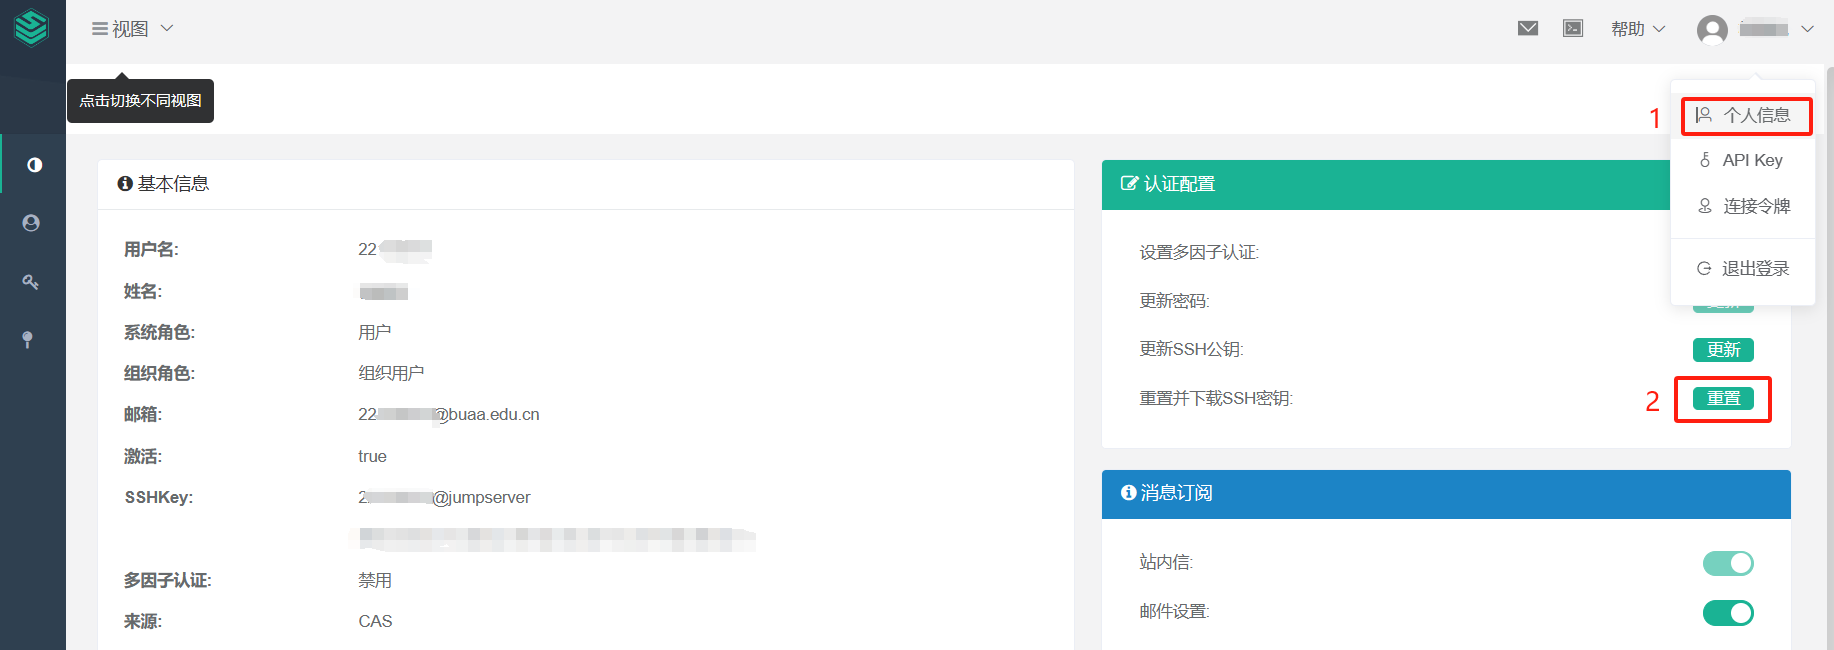 视图
帮助
点击切换不同视图
1
个人信息
API Key
连接令牌
退出登录
基本信息
用户名:
22
姓名:
系统角色:
用户
组织角色:
组织用户
邮箱:
22
@buaa.edu.cn
激活:
true
SSHKey:
2
@jumpserver
多因子认证:
禁用
来源:
CAS
认证配置
设置多因子认证:
更新密码:
更新SSH公钥:
更新
重置并下载SSH密钥:
2
重置
消息订阅
站内信:
邮件设置: